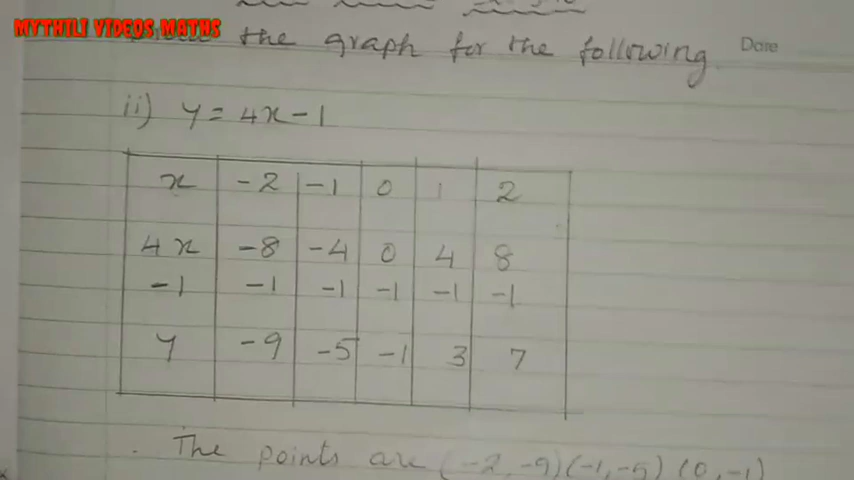 MYTHILI VIDEOS MATHS
the graph for the following
Date
ii) y = 4x - 1
x -2 -1 0 1 2
4x -8 -4 0 4 8
-1 -1 -1 -1 -1 -1
y -9 -5 -1 3 7
The points are (-2, -9) (-1, -5) (0, -1)